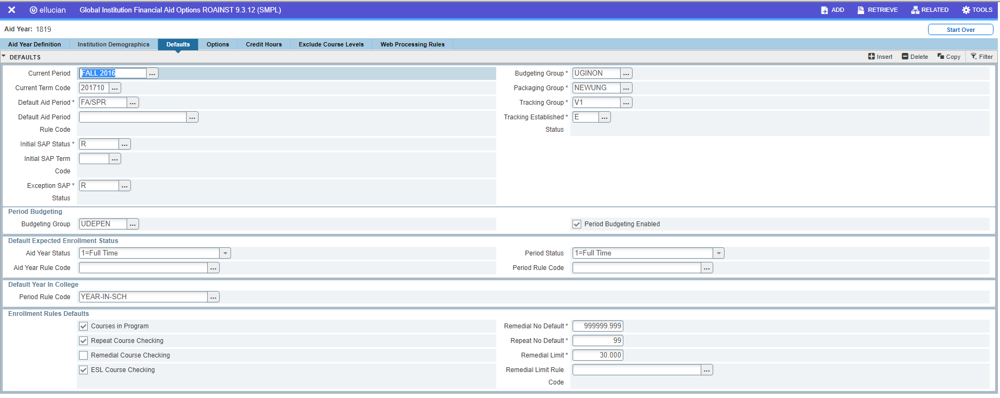 ellucian Global Institution Financial Aid Options ROAINST 9.3.12 (SMPL) ADD RETRIEVE RELATED TOOLS
Aid Year: 1819 Start Over
Aid Year Definition Institution Demographics Defaults Options Credit Hours Exclude Course Levels Web Processing Rules
DEFAULTS Insert Delete Copy Filter
Current Period FALL 2016 ... Budgeting Group * UGINON ...
Current Term Code 201710 ... Packaging Group * NEWUNG ...
Default Aid Period * FA/SPR ... Tracking Group * V1 ...
Default Aid Period ... Tracking Established * E ...
Rule Code Status
Initial SAP Status * R ...
Initial SAP Term ...
Code
Exception SAP * R ...
Status
Period Budgeting
Budgeting Group UDEPEN ... Period Budgeting Enabled
Default Expected Enrollment Status
Aid Year Status 1=Full Time Period Status 1=Full Time
Aid Year Rule Code ... Period Rule Code ...
Default Year In College
Period Rule Code YEAR-IN-SCH ...
Enrollment Rules Defaults
Courses in Program Remedial No Default * 999999.999
Repeat Course Checking Repeat No Default * 99
Remedial Course Checking Remedial Limit * 30.000
ESL Course Checking Remedial Limit Rule ...
Code